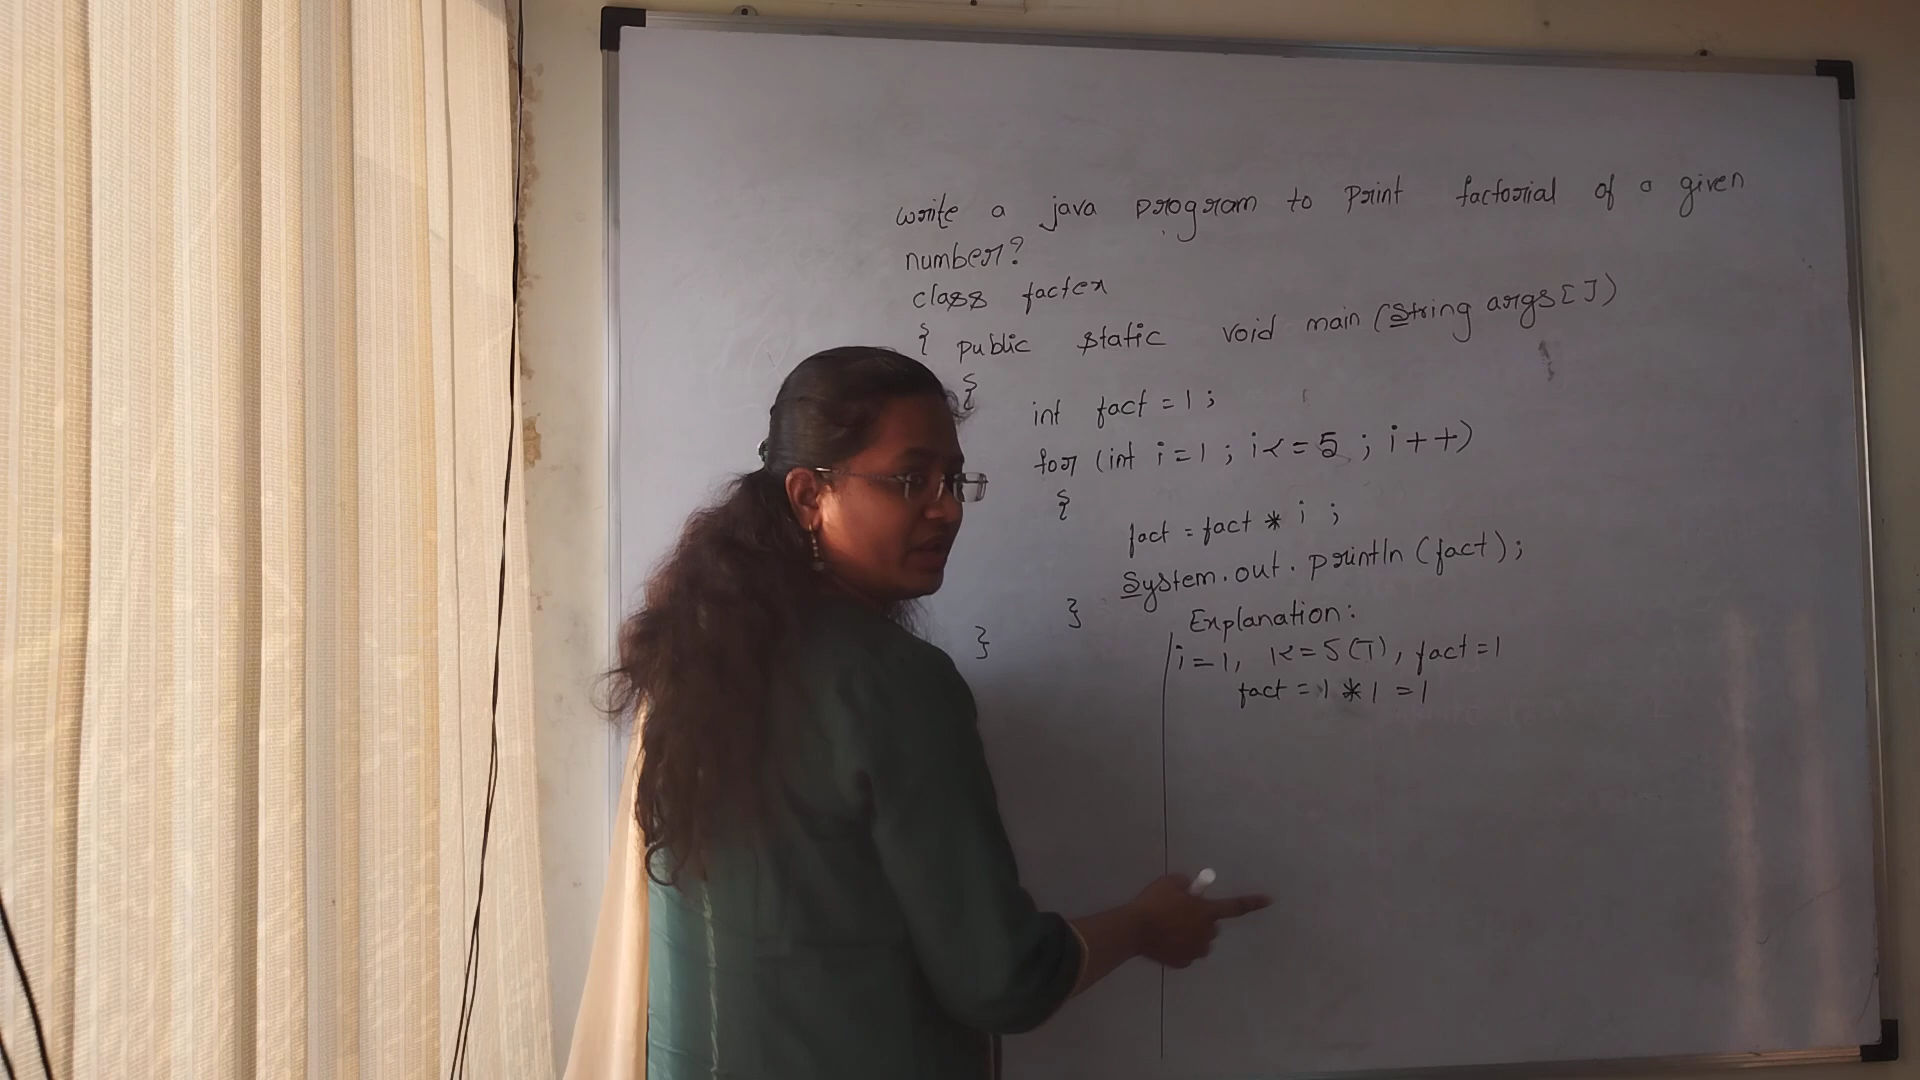 write a java program to print factorial of a given
number?
class factex
{ public static void main (String args[])
{
int fact = 1 ;
for (int i = 1 ; i <= 5 ; i++)
{
fact = fact * i ;
System.out.println (fact);
}
}
Explanation:
i=1, 1<=5 (T), fact=1
fact = 1 * 1 = 1